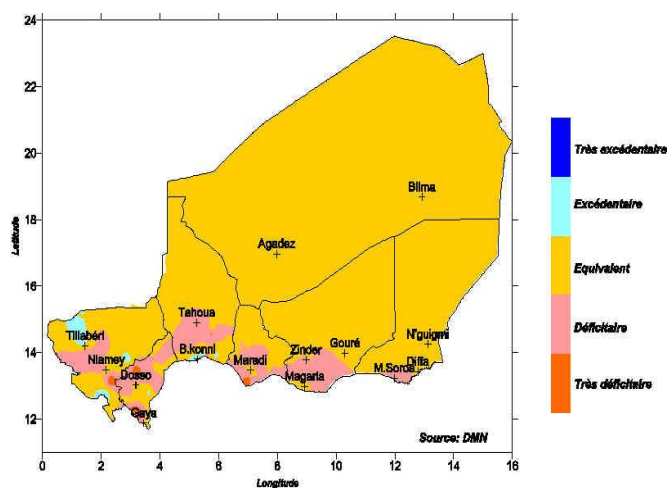 24
22
20
18
16
14
12
Latitude
0 2 4 6 8 10 12 14 16
Longitude
Bilma
Agadez
Tahoua
Tillabéri
B.konni
Niamey
Dosso
Gaya
Maradi
Zinder
Gouré
Magaria
N'guigmi
Diffa
M.Soroa
Source: DMN
Très excédentaire
Excédentaire
Equivalent
Déficitaire
Très déficitaire